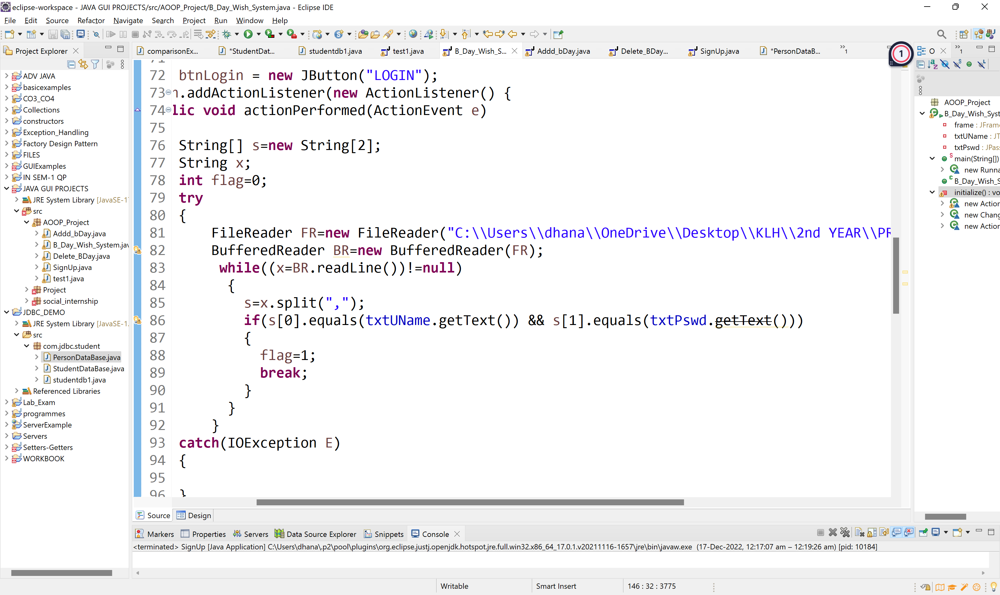 eclipse-workspace - JAVA GUI PROJECTS/src/AOOP_Project/B_Day_Wish_System.java - Eclipse IDE
File Edit Source Refactor Navigate Search Project Run Window Help
Project Explorer
comparisonEx... *StudentDat... studentdb1.java test1.java B_Day_Wish_S... Addd_bDay.java Delete_BDay... SignUp.java *PersonDataB... »1
1
O »1
ADV JAVA
basicexamples
CO3_CO4
Collections
constructors
Exception_Handling
Factory Design Pattern
FILES
GUIExamples
IN SEM-1 QP
JAVA GUI PROJECTS
JRE System Library [JavaSE-1
src
AOOP_Project
Addd_bDay.java
B_Day_Wish_System.jav
Delete_BDay.java
SignUp.java
test1.java
Project
social_internship
JDBC_DEMO
JRE System Library [JavaSE-1.
src
com.jdbc.student
PersonDataBase.java
StudentDataBase.java
studentdb1.java
Referenced Libraries
Lab_Exam
programmes
ServerExample
Servers
Setters-Getters
WORKBOOK
71
72 btnLogin = new JButton("LOGIN");
73 n.addActionListener(new ActionListener() {
74 lic void actionPerformed(ActionEvent e)
75
76 String[] s=new String[2];
77 String x;
78 int flag=0;
79 try
80 {
81 FileReader FR=new FileReader("C:\\Users\\dhana\\OneDrive\\Desktop\\KLH\\2nd YEAR\\PR
82 BufferedReader BR=new BufferedReader(FR);
83 while((x=BR.readLine())!=null)
84 {
85 s=x.split(",");
86 if(s[0].equals(txtUName.getText()) && s[1].equals(txtPswd.getText()))
87 {
88 flag=1;
89 break;
90 }
91 }
92 }
93 catch(IOException E)
94 {
95
96 }
AOOP_Project
B_Day_Wish_Syst
frame : JFram
txtUName : JT
txtPswd : JPas
main(String[])
new Runna
B_Day_Wish_S
initialize() : vo
new Action
new Chang
new Action
Source Design
Markers Properties Servers Data Source Explorer Snippets Console
<terminated> SignUp [Java Application] C:\Users\dhana\.p2\pool\plugins\org.eclipse.justj.openjdk.hotspot.jre.full.win32.x86_64_17.0.1.v20211116-1657\jre\bin\javaw.exe (17-Dec-2022, 12:17:07 am – 12:19:26 am) [pid: 10184]
Writable Smart Insert 146 : 32 : 3775